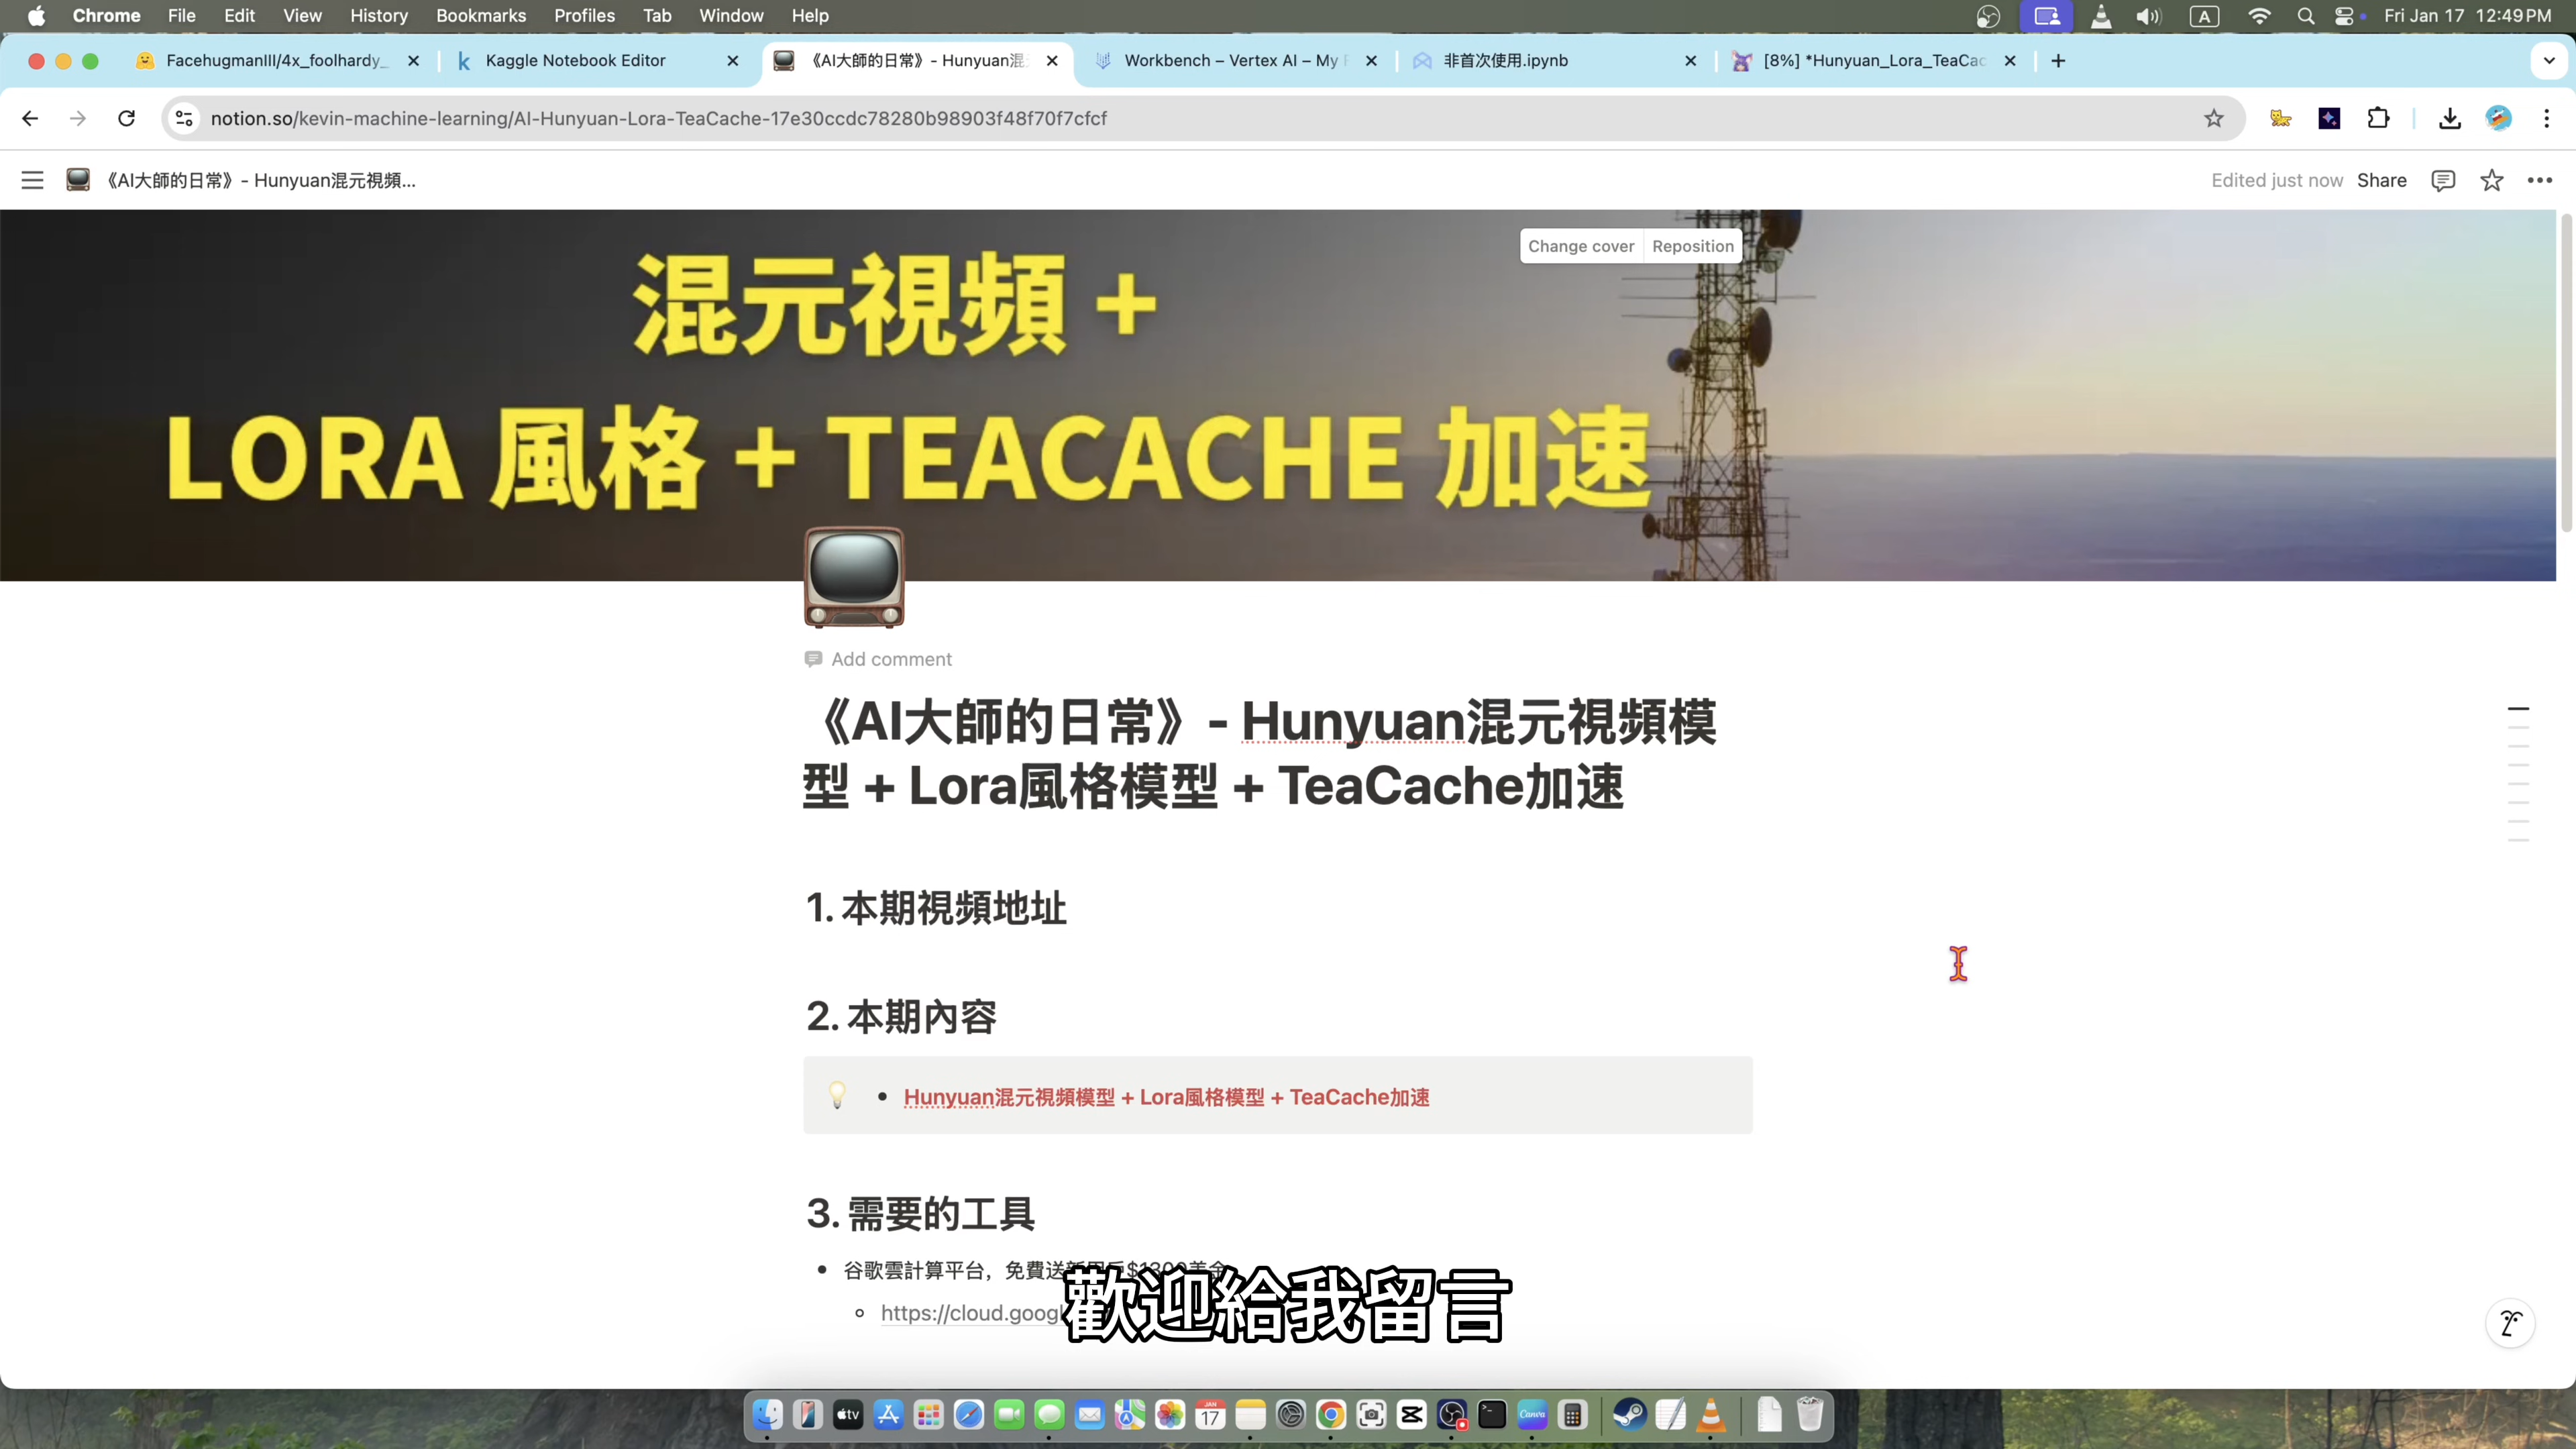 Chrome File Edit View History Bookmarks Profiles Tab Window Help A Fri Jan 17 12:49 PM
FacehugmanIII/4x_foolhardy_ Kaggle Notebook Editor 《AI大師的日常》- Hunyuan混 Workbench – Vertex AI – My 非首次使用.ipynb [8%] *Hunyuan_Lora_TeaCac
notion.so/kevin-machine-learning/AI-Hunyuan-Lora-TeaCache-17e30ccdc78280b98903f48f70f7cfcf
《AI大師的日常》- Hunyuan混元視頻... Edited just now Share
Change cover Reposition
混元視頻 +
LORA 風格 + TEACACHE 加速
Add comment
《AI大師的日常》- Hunyuan混元視頻模
型 + Lora風格模型 + TeaCache加速
1. 本期視頻地址
2. 本期內容
• Hunyuan混元視頻模型 + Lora風格模型 + TeaCache加速
3. 需要的工具
• 谷歌雲計算平台，免費送
https://cloud.goog
歡迎給我留言
tv JAN 17 Canva